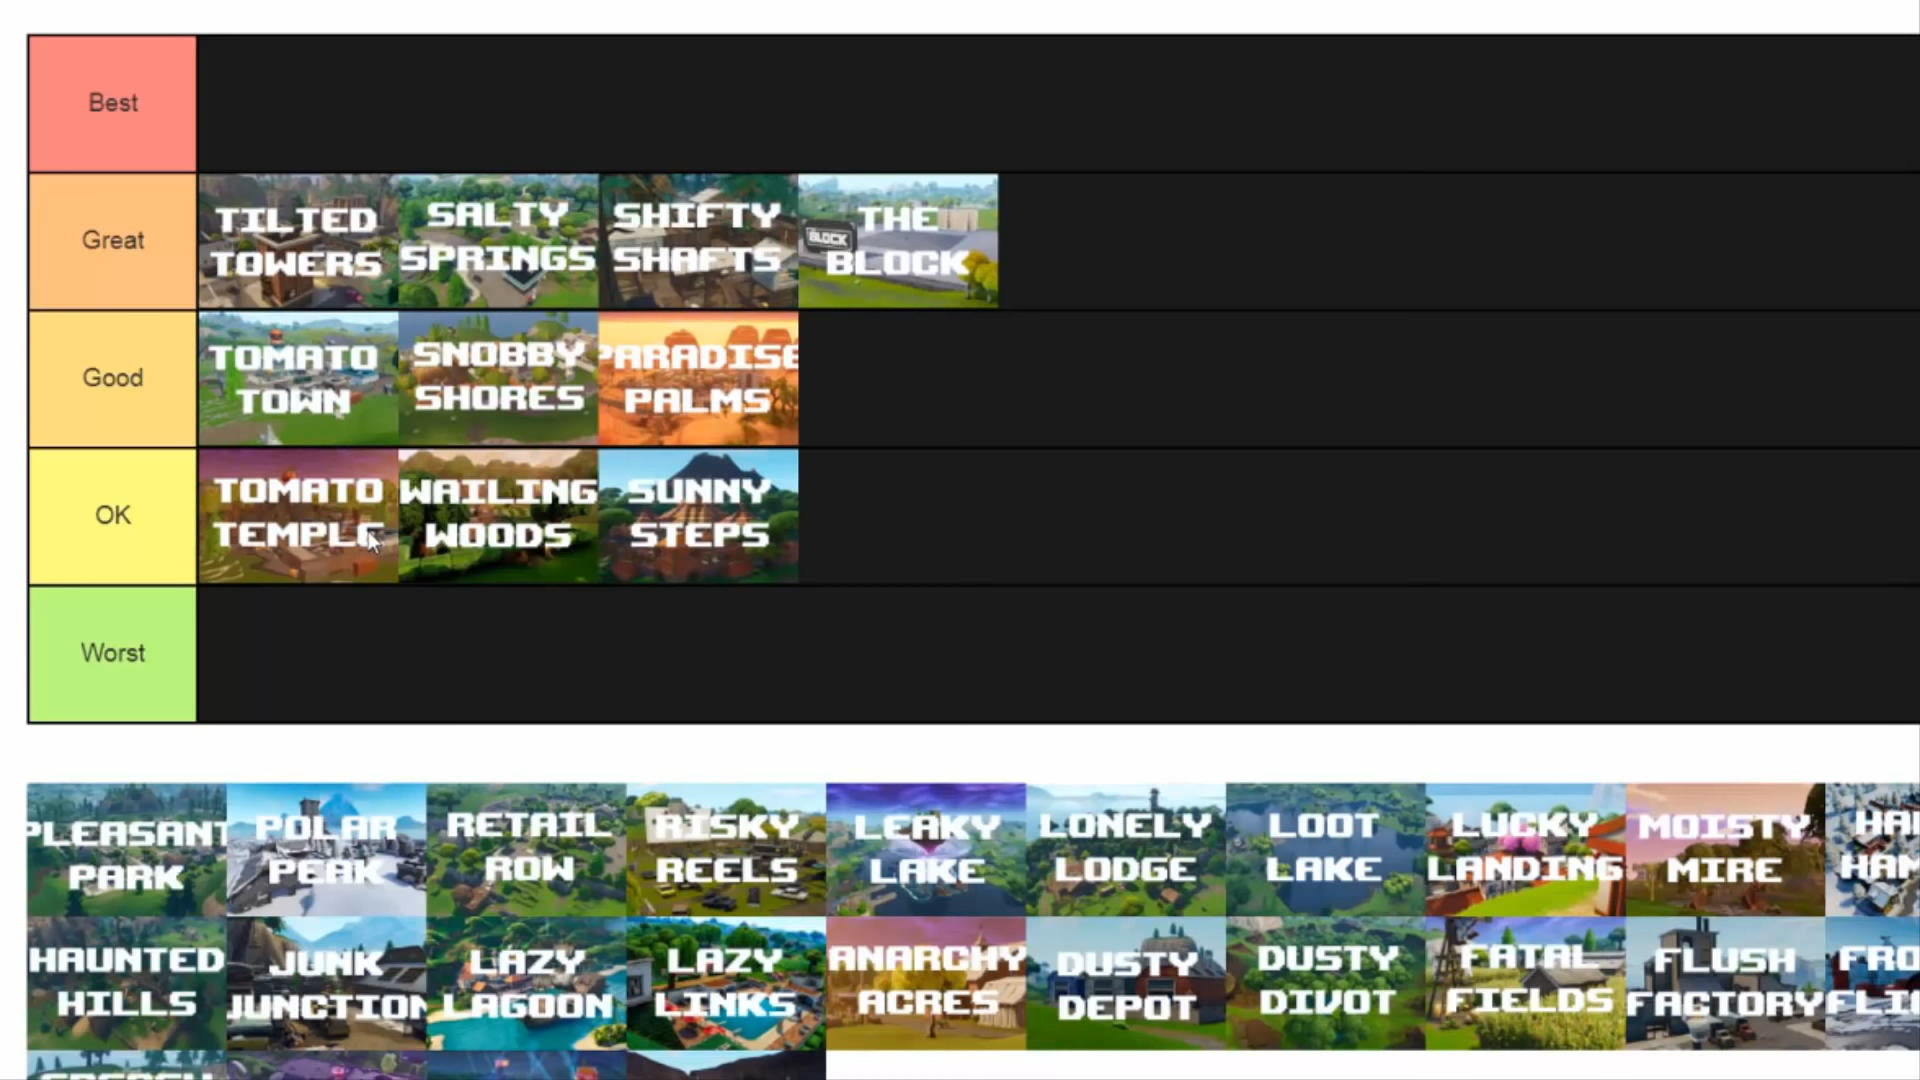 Best
Great
TILTED
TOWERS
SALTY
SPRINGS
SHIFTY
SHAFTS
BLOCK
THE
BLOCK
Good
TOMATO
TOWN
SNOBBY
SHORES
PARADISE
PALMS
OK
TOMATO
TEMPLE
WAILING
WOODS
SUNNY
STEPS
Worst
PLEASANT
PARK
POLAR
PEAK
RETAIL
ROW
RISKY
REELS
LEAKY
LAKE
LONELY
LODGE
LOOT
LAKE
LUCKY
LANDING
MOISTY
MIRE
HAUNTED
HILLS
JUNK
JUNCTION
LAZY
LAGOON
LAZY
LINKS
ANARCHY
ACRES
DUSTY
DEPOT
DUSTY
DIVOT
FATAL
FIELDS
FLUSH
FACTORY